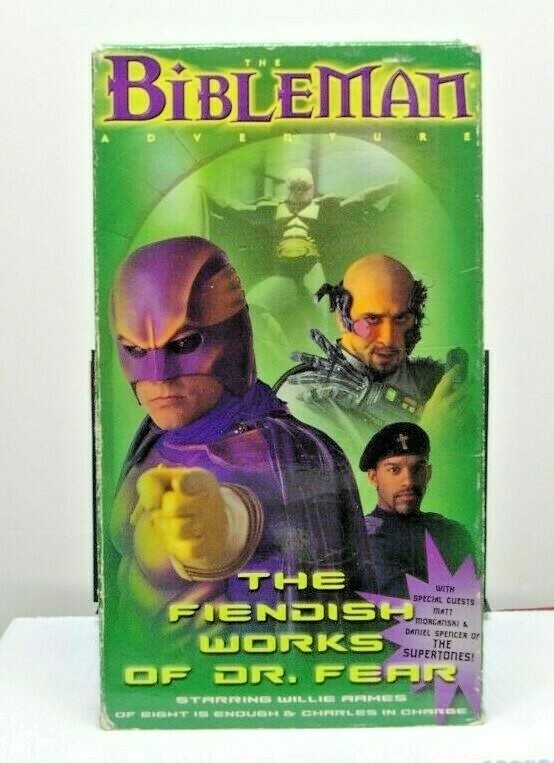 THE
BIBLEMAN
ADVENTURE
THE
FIENDISH
WORKS
OF DR. FEAR
WITH
SPECIAL GUESTS
MATT
MORGANSKI &
DANIEL SPENCER OF
THE
SUPERTONES!
STARRING WILLIE AAMES
OF EIGHT IS ENOUGH & CHARLES IN CHARGE